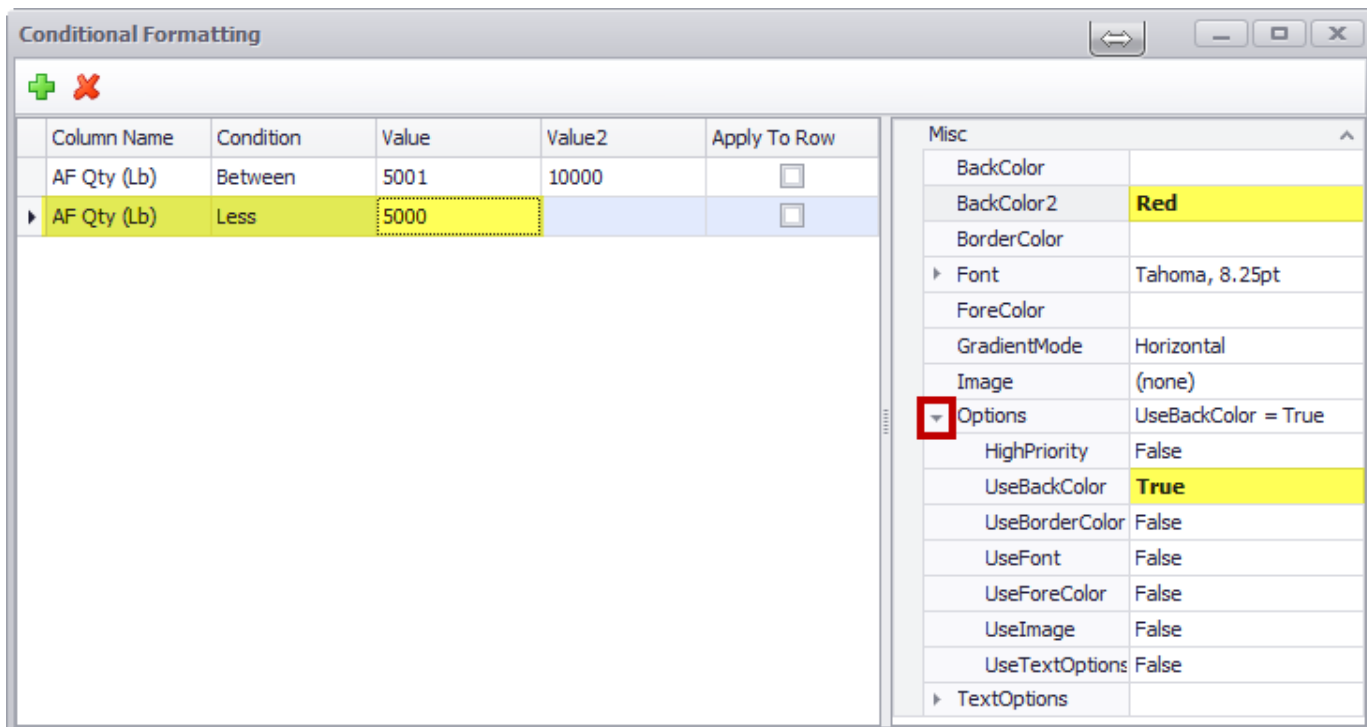 Conditional Formatting
Column Name Condition Value Value2 Apply To Row
AF Qty (Lb) Between 5001 10000
AF Qty (Lb) Less 5000
Misc
BackColor
BackColor2 Red
BorderColor
Font Tahoma, 8.25pt
ForeColor
GradientMode Horizontal
Image (none)
Options UseBackColor = True
HighPriority False
UseBackColor True
UseBorderColor False
UseFont False
UseForeColor False
UseImage False
UseTextOptions False
TextOptions